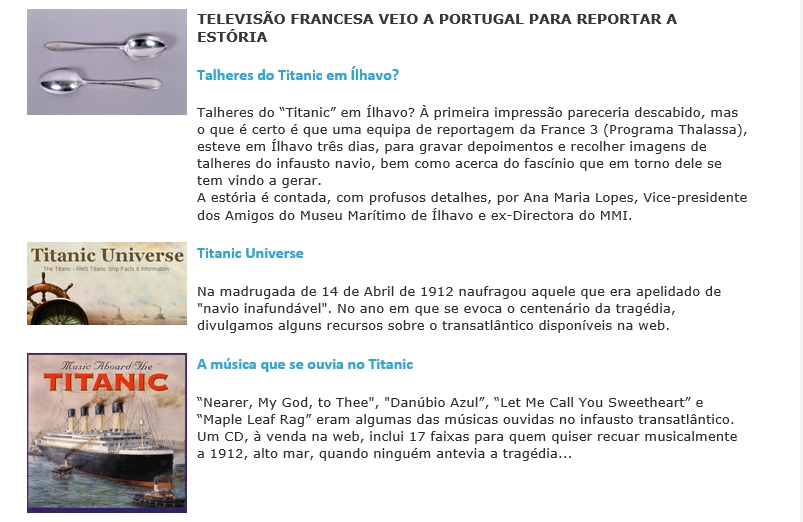 TELEVISÃO FRANCESA VEIO A PORTUGAL PARA REPORTAR A
ESTÓRIA
Talheres do Titanic em Ílhavo?
Talheres do “Titanic” em Ílhavo? À primeira impressão pareceria descabido, mas
o que é certo é que uma equipa de reportagem da France 3 (Programa Thalassa),
esteve em Ílhavo três dias, para gravar depoimentos e recolher imagens de
talheres do infausto navio, bem como acerca do fascínio que em torno dele se
tem vindo a gerar.
A estória é contada, com profusos detalhes, por Ana Maria Lopes, Vice-presidente
dos Amigos do Museu Marítimo de Ílhavo e ex-Directora do MMI.
Titanic Universe
The Titanic - RMS Titanic Ship Facts & Information
Titanic Universe
Na madrugada de 14 de Abril de 1912 naufragou aquele que era apelidado de
"navio inafundável". No ano em que se evoca o centenário da tragédia,
divulgamos alguns recursos sobre o transatlântico disponíveis na web.
Music Aboard The
TITANIC
A música que se ouvia no Titanic
“Nearer, My God, to Thee", "Danúbio Azul”, “Let Me Call You Sweetheart” e
“Maple Leaf Rag” eram algumas das músicas ouvidas no infausto transatlântico.
Um CD, à venda na web, inclui 17 faixas para quem quiser recuar musicalmente
a 1912, alto mar, quando ninguém antevia a tragédia...